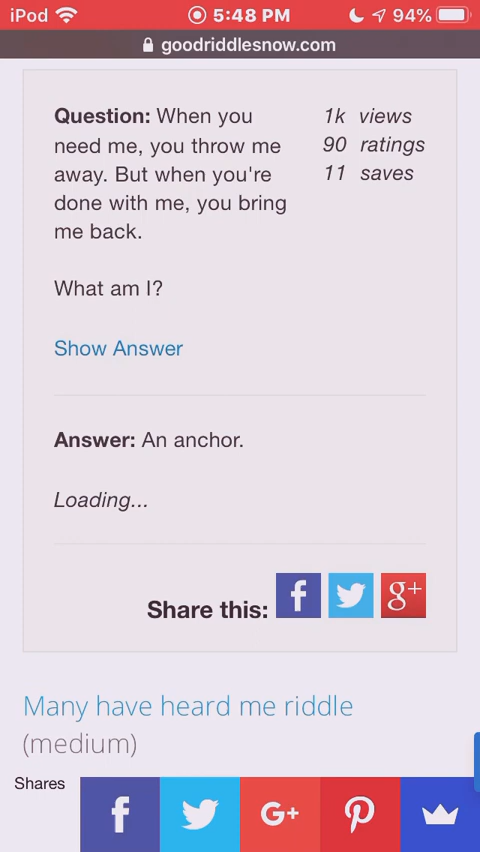 iPod 5:48 PM 94%
goodriddlesnow.com
Question: When you
need me, you throw me
away. But when you're
done with me, you bring
me back.
1k views
90 ratings
11 saves
What am I?
Show Answer
Answer: An anchor.
Loading...
Share this: f g+
Many have heard me riddle
(medium)
Shares f G+